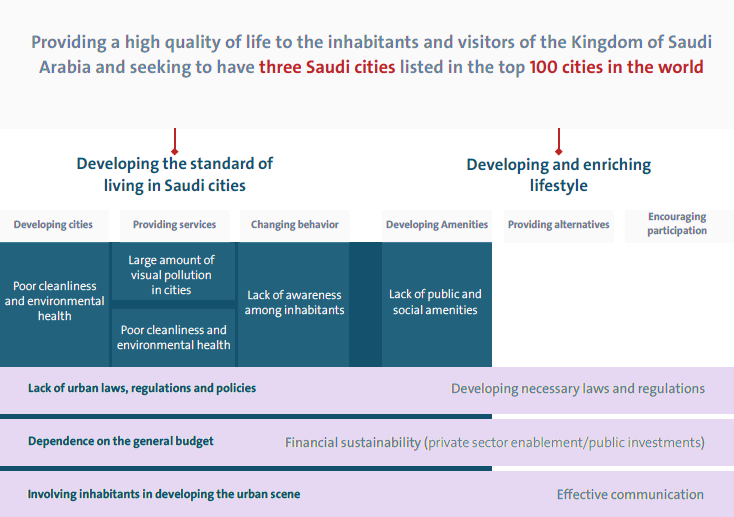 Providing a high quality of life to the inhabitants and visitors of the Kingdom of Saudi
Arabia and seeking to have three Saudi cities listed in the top 100 cities in the world
Developing the standard of
living in Saudi cities
Developing and enriching
lifestyle
Developing cities
Providing services
Changing behavior
Developing Amenities
Providing alternatives
Encouraging
participation
Poor cleanliness
and environmental
health
Large amount of
visual pollution
in cities
Poor cleanliness and
environmental health
Lack of awareness
among inhabitants
Lack of public and
social amenities
Lack of urban laws, regulations and policies
Developing necessary laws and regulations
Dependence on the general budget
Financial sustainability (private sector enablement/public investments)
Involving inhabitants in developing the urban scene
Effective communication